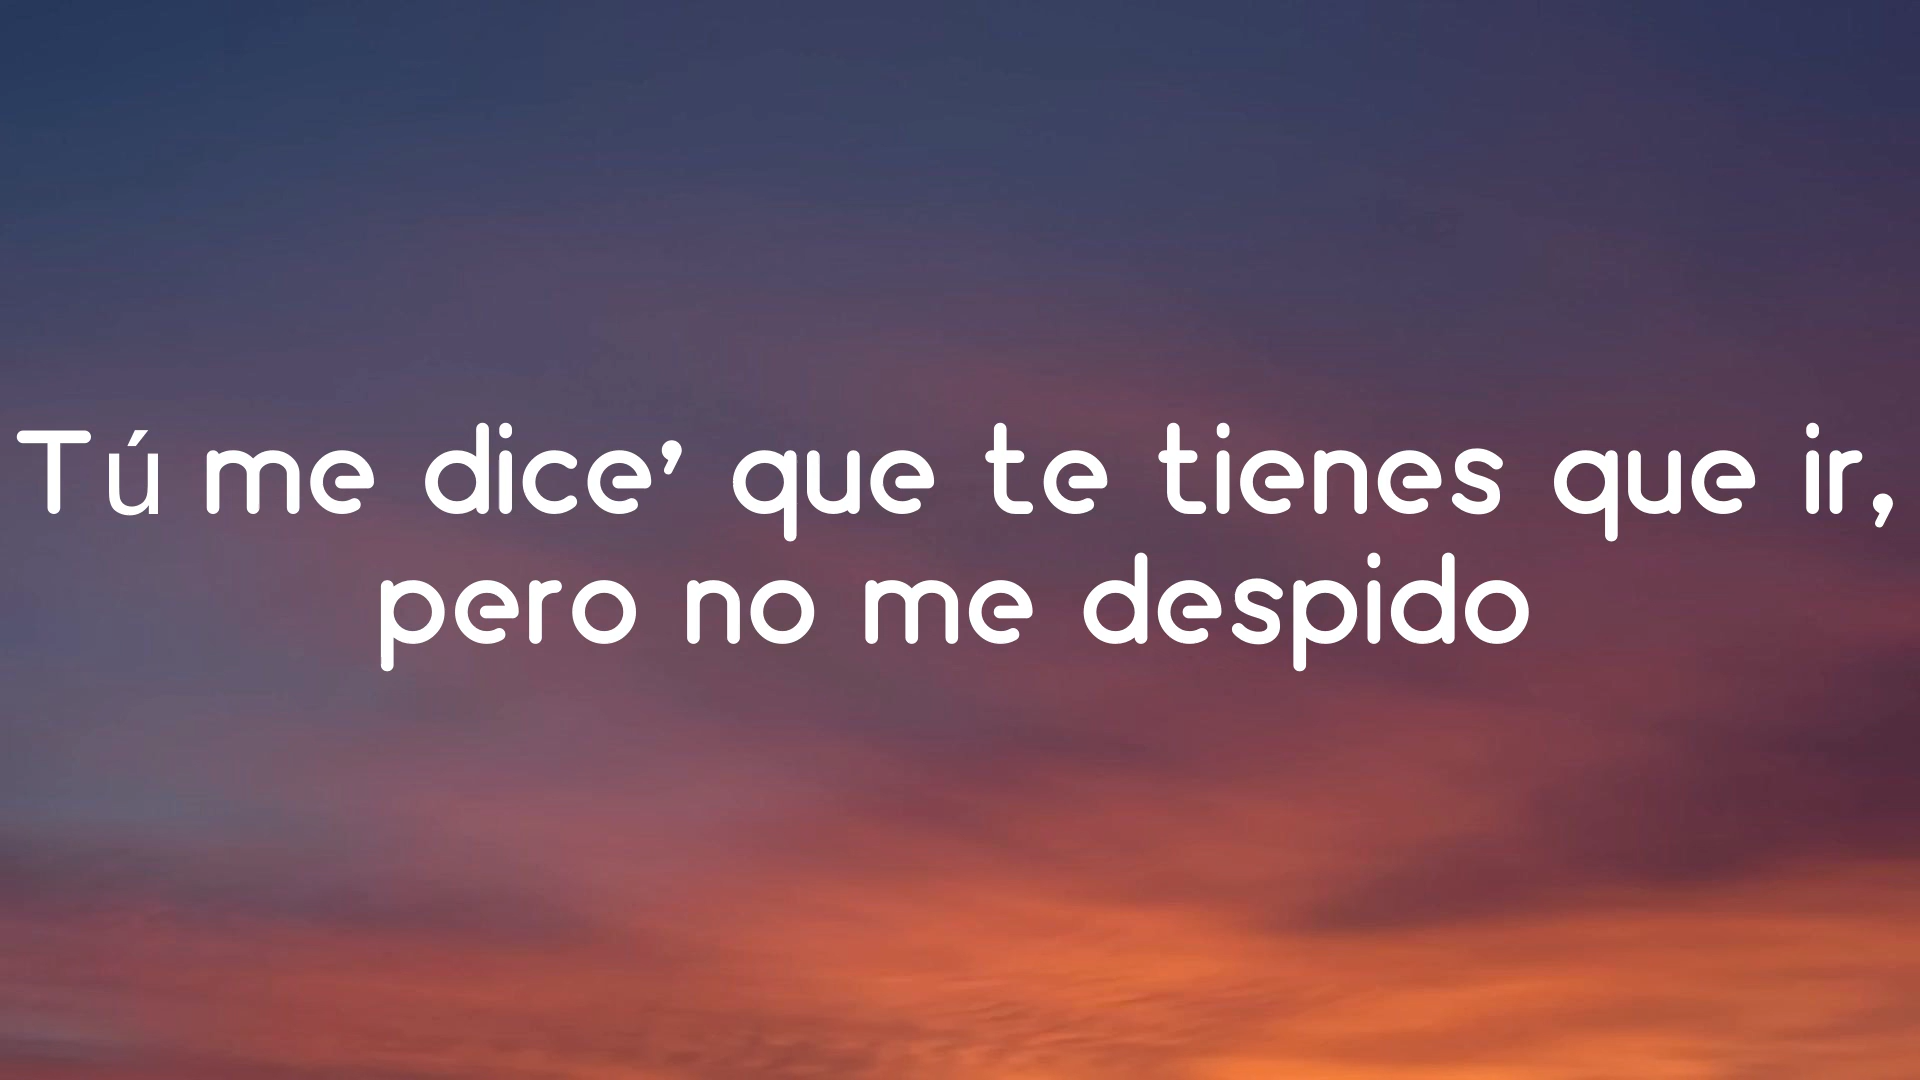 Tú me dice’ que te tienes que ir,
pero no me despido